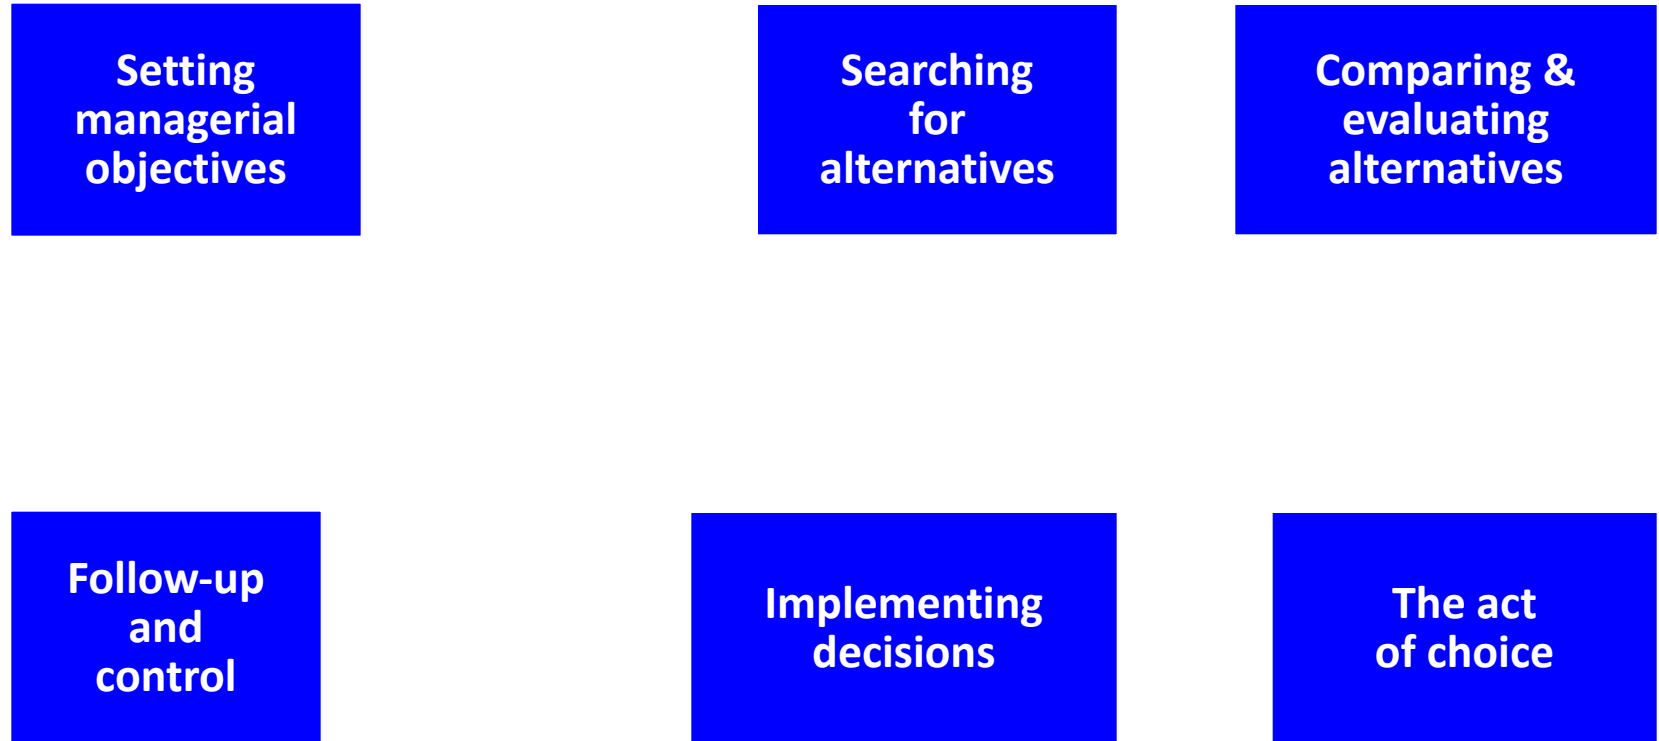 Setting
managerial
objectives
Searching
for
alternatives
Comparing &
evaluating
alternatives
Follow-up
and
control
Implementing
decisions
The act
of choice